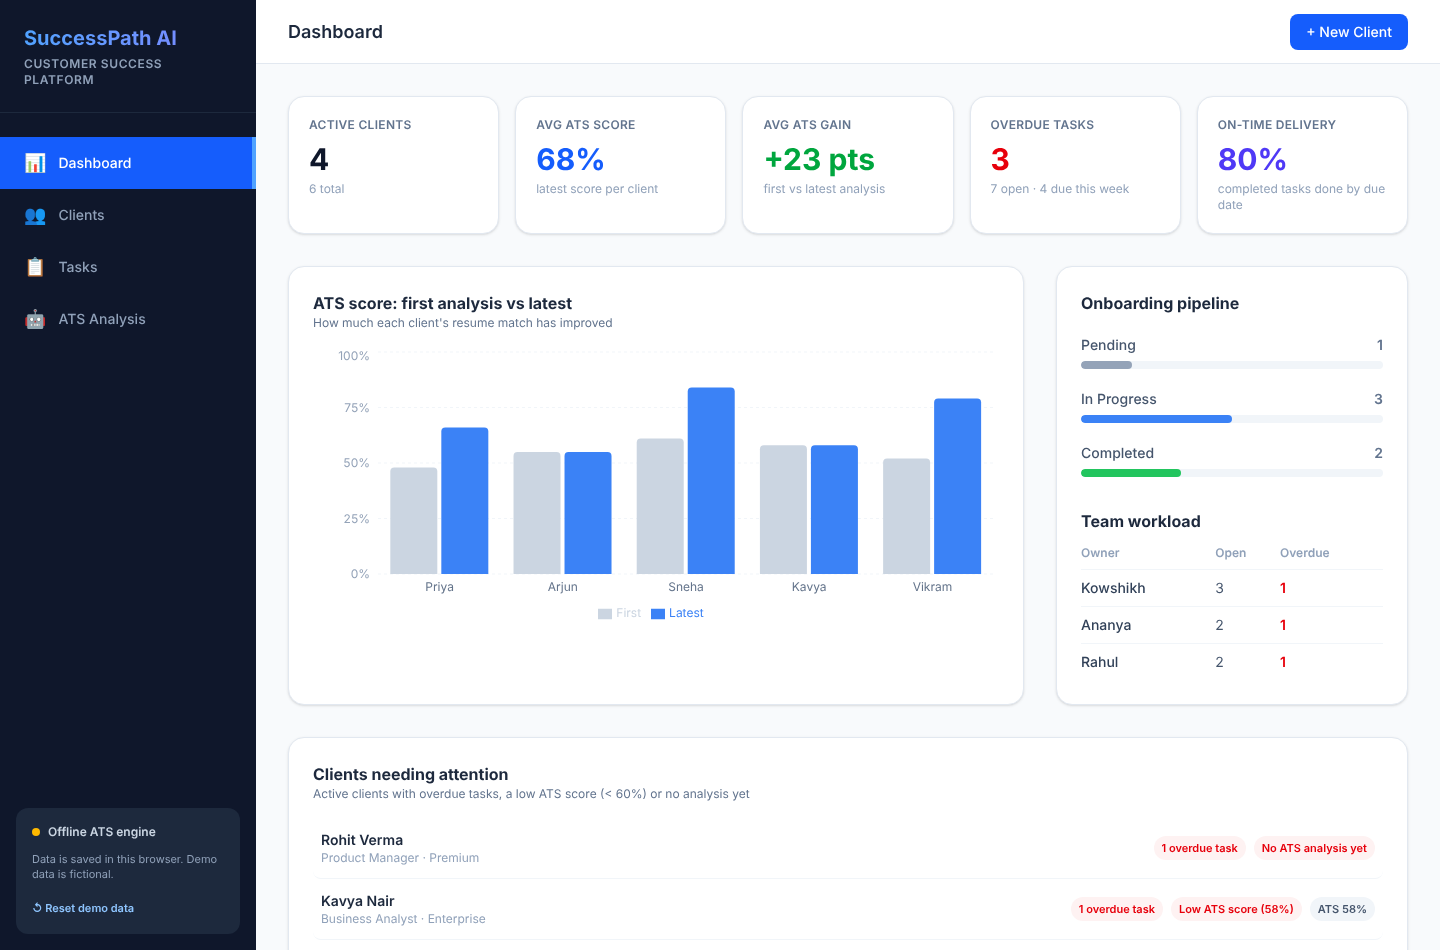 SuccessPath AI
CUSTOMER SUCCESS
PLATFORM
Dashboard
Clients
Tasks
ATS Analysis
Offline ATS engine
Data is saved in this browser. Demo
data is fictional.
↺ Reset demo data
Dashboard
+ New Client
ACTIVE CLIENTS
4
6 total
AVG ATS SCORE
68%
latest score per client
AVG ATS GAIN
+23 pts
first vs latest analysis
OVERDUE TASKS
3
7 open · 4 due this week
ON-TIME DELIVERY
80%
completed tasks done by due
date
ATS score: first analysis vs latest
How much each client's resume match has improved
100%
75%
50%
25%
0%
Priya Arjun Sneha Kavya Vikram
First Latest
Onboarding pipeline
Pending 1
In Progress 3
Completed 2
Team workload
Owner Open Overdue
Kowshikh 3 1
Ananya 2 1
Rahul 2 1
Clients needing attention
Active clients with overdue tasks, a low ATS score (< 60%) or no analysis yet
Rohit Verma
Product Manager · Premium
1 overdue task No ATS analysis yet
Kavya Nair
Business Analyst · Enterprise
1 overdue task Low ATS score (58%) ATS 58%